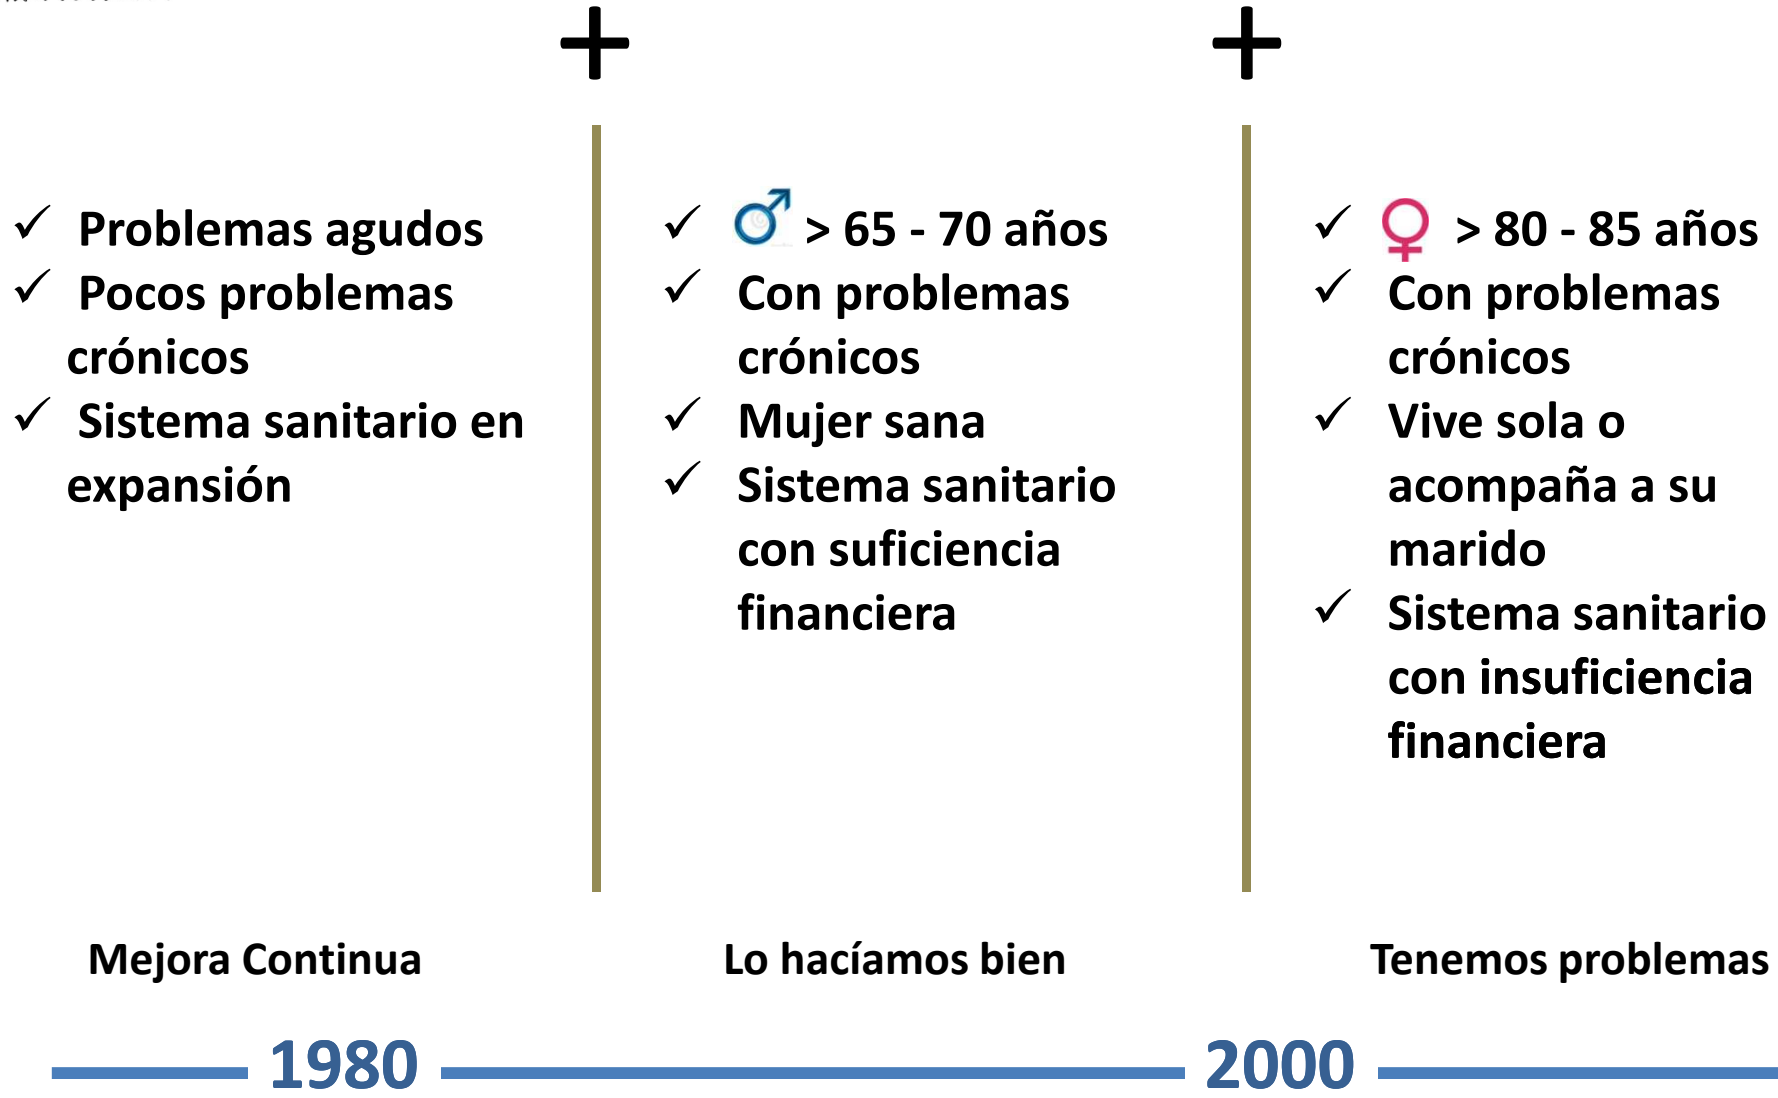 +
+
✓ Problemas agudos
✓ Pocos problemas
crónicos
✓ Sistema sanitario en
expansión
✓ ♂ > 65 - 70 años
✓ Con problemas
crónicos
✓ Mujer sana
✓ Sistema sanitario
con suficiencia
financiera
✓ ♀ > 80 - 85 años
✓ Con problemas
crónicos
✓ Vive sola o
acompaña a su
marido
✓ Sistema sanitario
con insuficiencia
financiera
Mejora Continua
Lo hacíamos bien
Tenemos problemas
1980
2000